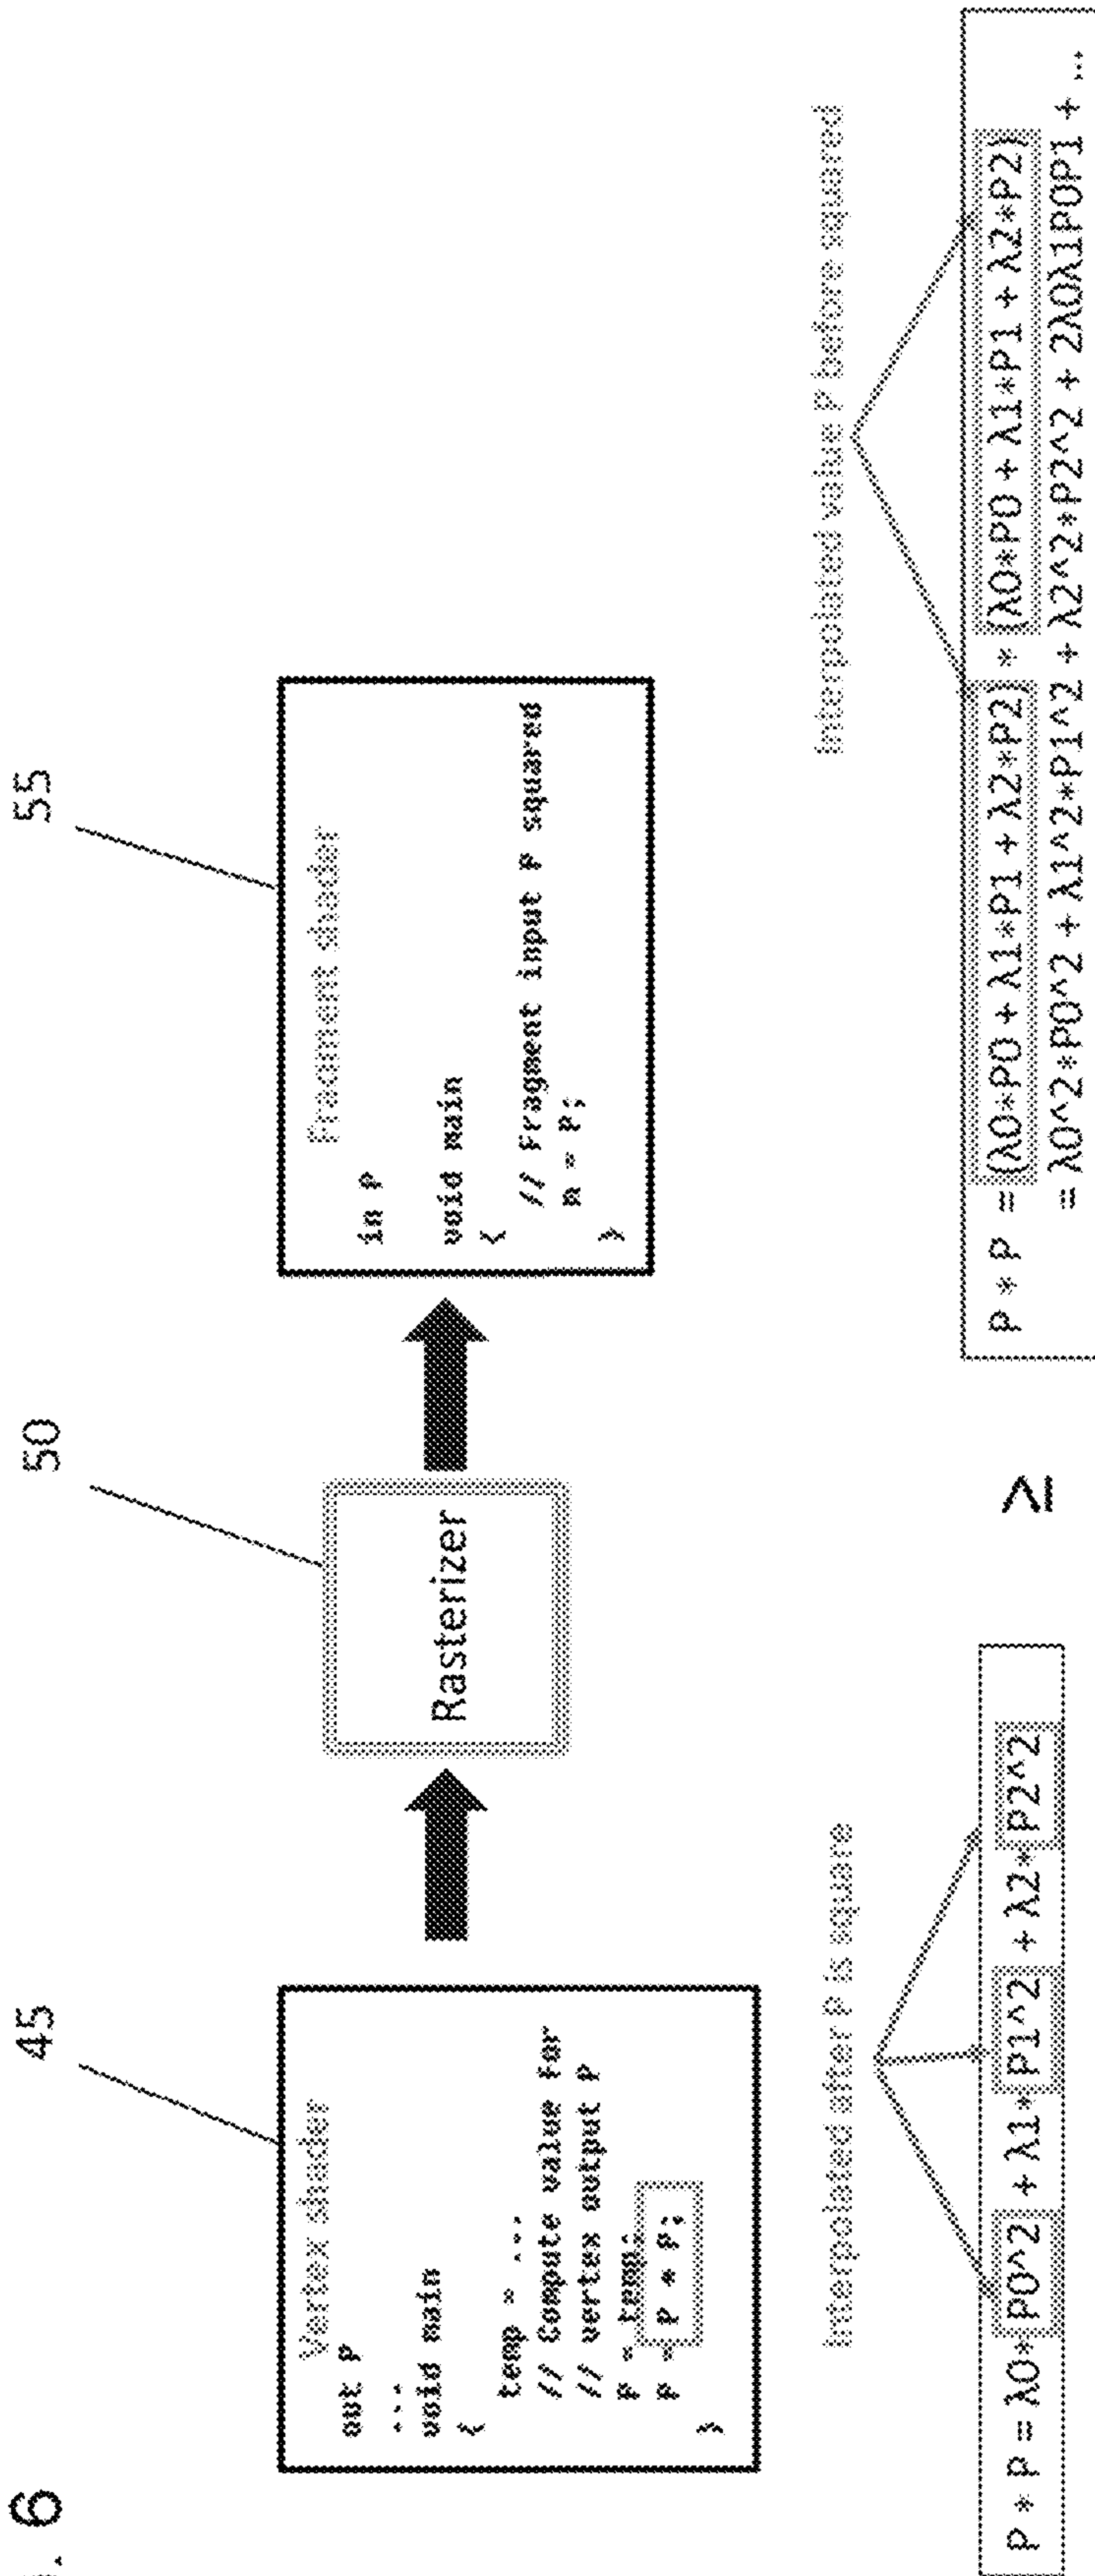 . 6
45
50
55
Vertex shader
out P
...
void main
{
temp = ...
// Compute value for
// vertex output P
P = temp;
P = P * P;
}
Rasterizer
Fragment shader
in P
void main
{
// Fragment input P squared
m = P;
}
Interpolated after P is square
P * P = λ0*P0^2 + λ1*P1^2 + λ2*P2^2
≥
Interpolated value P before squared
P * P = (λ0*P0 + λ1*P1 + λ2*P2) * (λ0*P0 + λ1*P1 + λ2*P2)
= λ0^2*P0^2 + λ1^2*P1^2 + λ2^2*P2^2 + 2λ0λ1P0P1 + ...